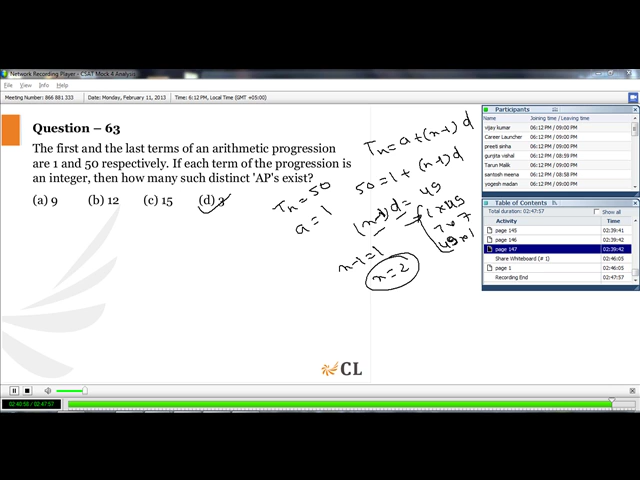 Network Recording Player - CSAT Mock 4 Analysis
File View Info Help
Meeting Number: 866 881 333 Date: Monday, February 11, 2013 Time: 6:12 PM, Local Time (GMT +05:00)
Question – 63
The first and the last terms of an arithmetic progression
are 1 and 50 respectively. If each term of the progression is
an integer, then how many such distinct 'AP's exist?
(a) 9 (b) 12 (c) 15 (d) 3
Tn = a + (n-1) d
Tn = 50
a = 1
50 = 1 + (n-1) d
(n-1) d = 49
1 × 49
7 × 7
49 × 1
n-1 = 1
n = 2
CL
Participants
Name Joining time / Leaving time
vijay kumar 06:12 PM / 09:00 PM
Career Launcher 06:12 PM / 09:00 PM
preeti sinha 06:12 PM / 09:00 PM
gunjita vishal 06:12 PM / 09:00 PM
Tarun Malik 06:12 PM / 09:00 PM
santosh meena 06:12 PM / 08:58 PM
yogesh madan 06:12 PM / 09:00 PM
Table of Contents
Total duration: 02:47:57 Show all
Activity Time
page 145 02:39:41
page 146 02:39:42
page 147 02:39:42
Share Whiteboard (# 1) 02:46:05
page 1 02:46:05
Recording End 02:47:57
02:40:56 / 02:47:57